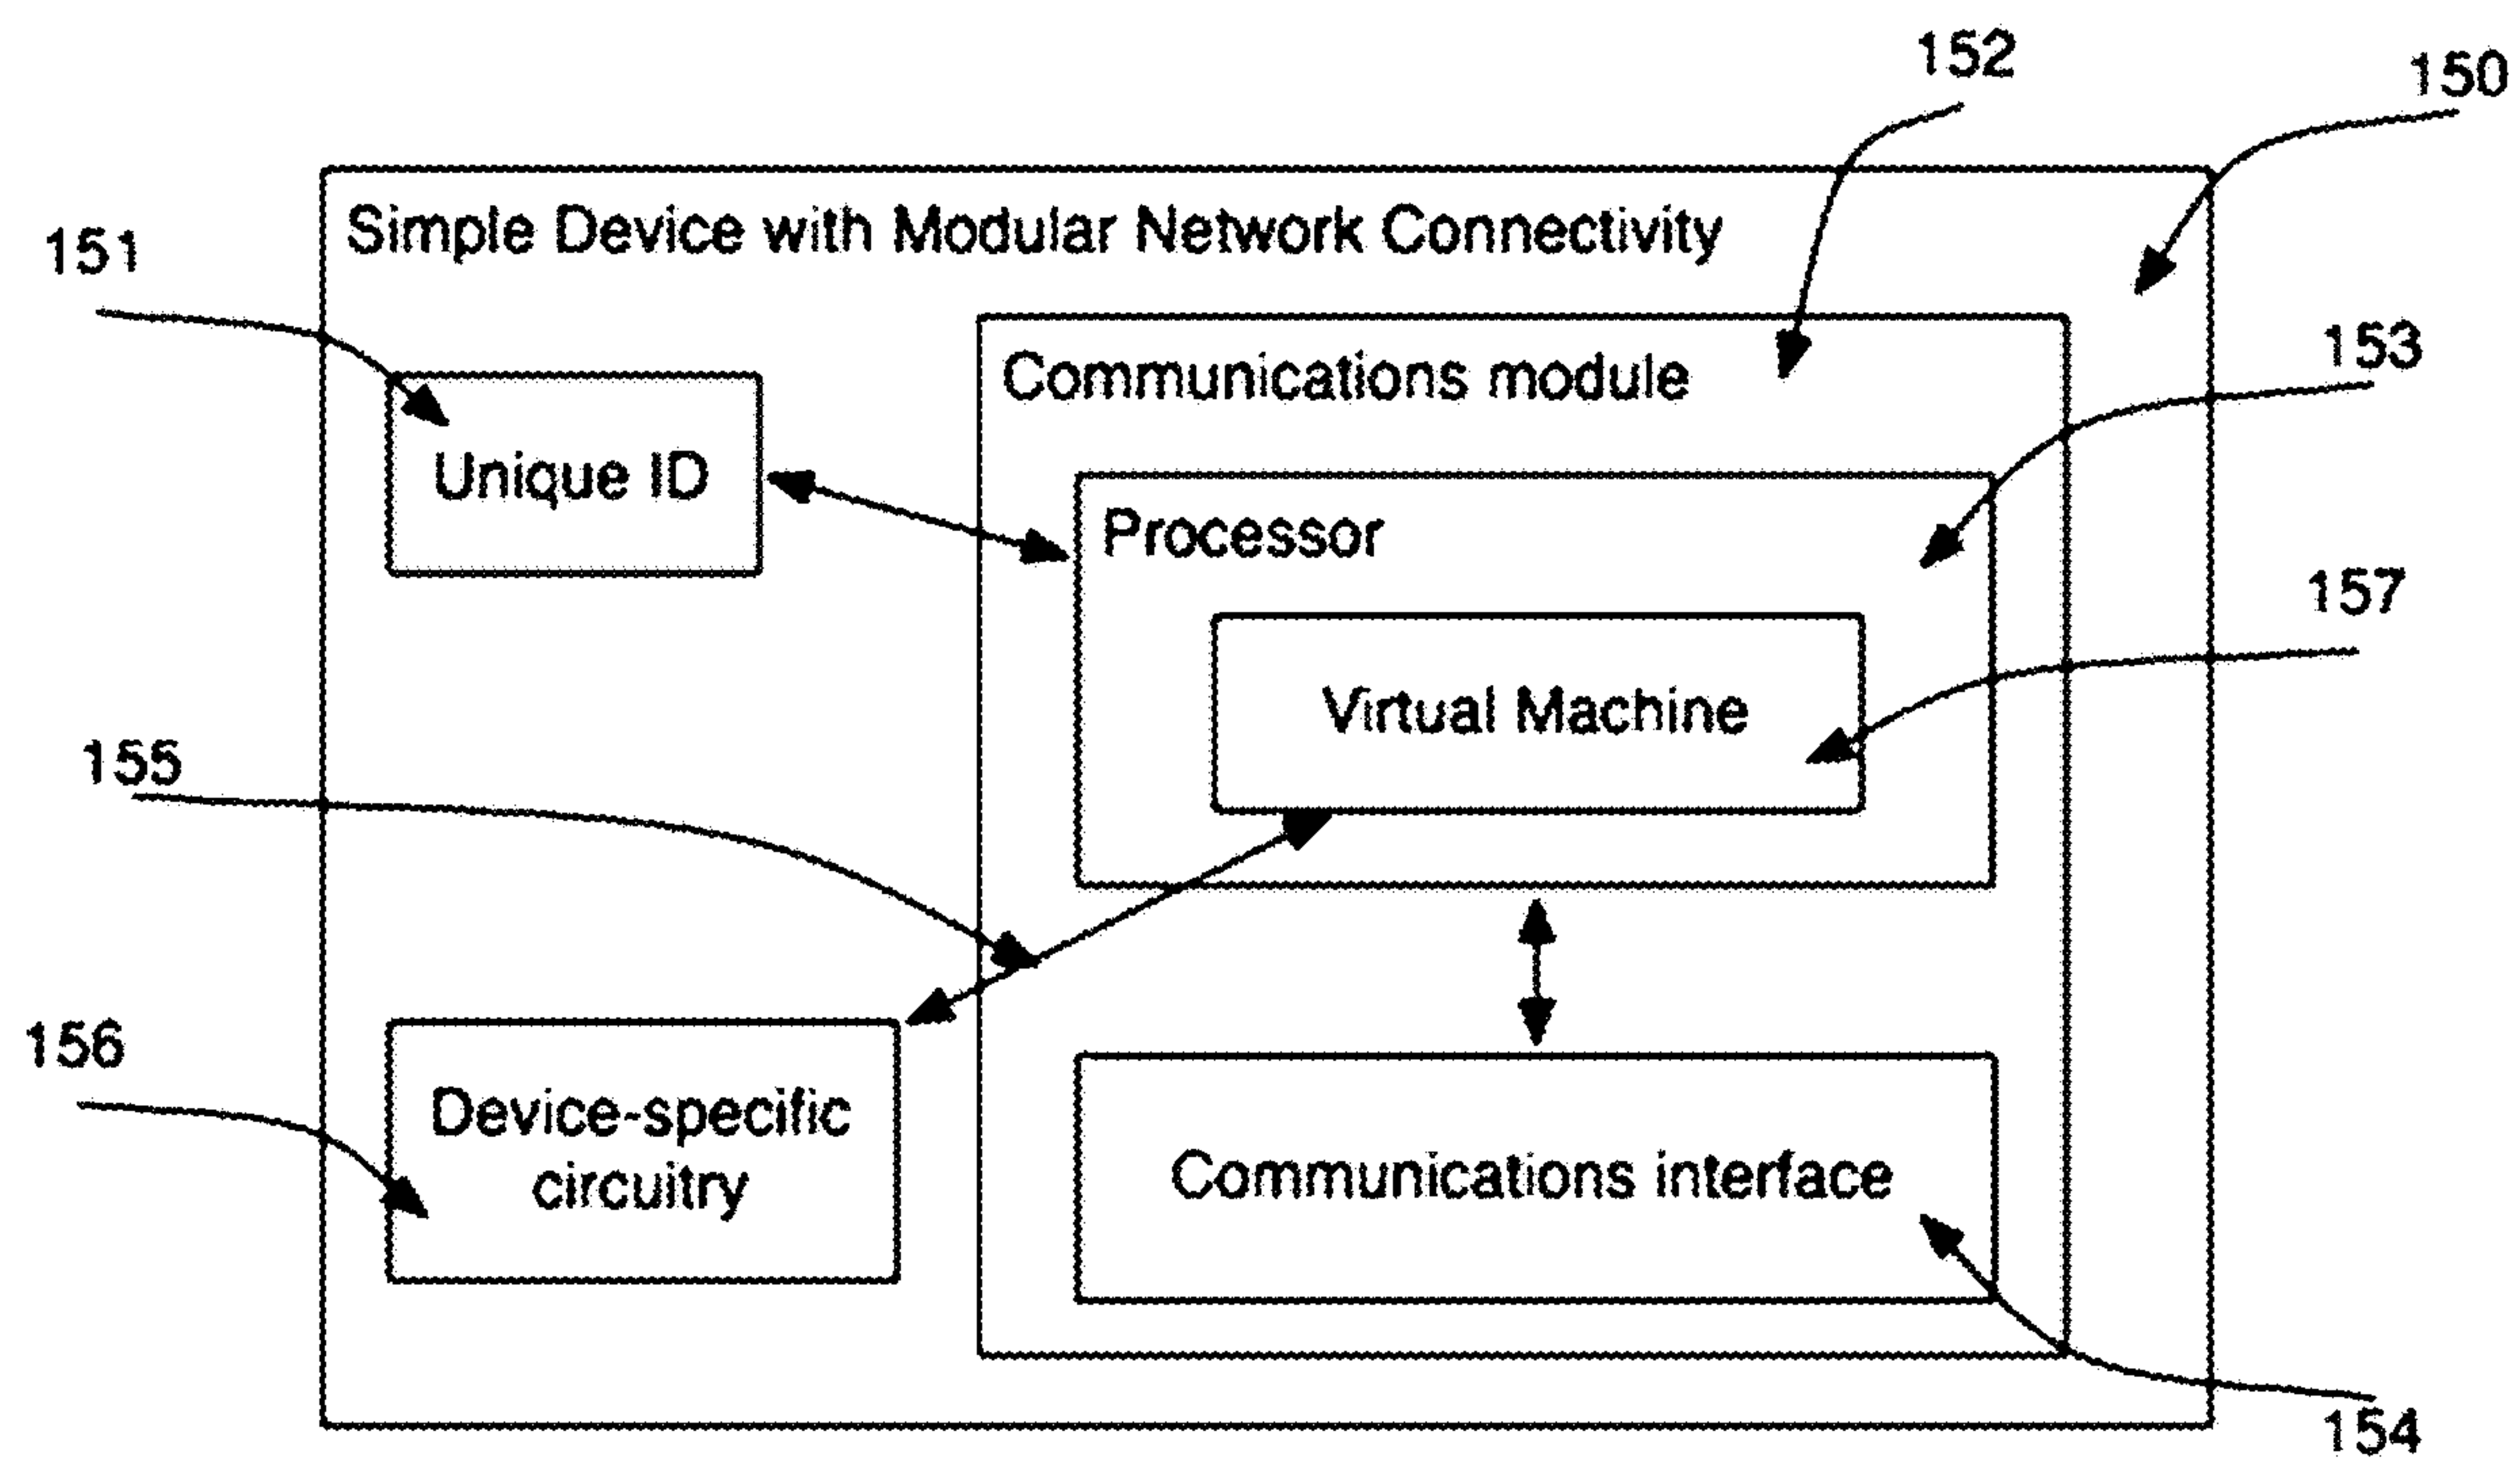 152
150
Simple Device with Modular Network Connectivity
151
153
Communications module
Unique ID
Processor
157
Virtual Machine
155
156
Device-specific
circuitry
Communications interface
154